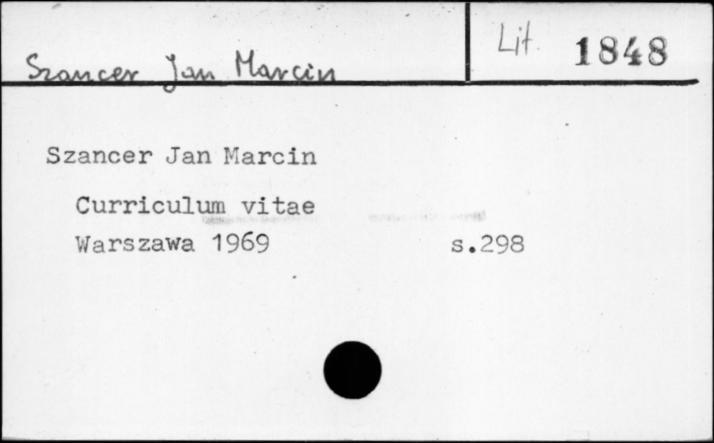 Szancer Jan Marcin
Lit. 1848
Szancer Jan Marcin
Curriculum vitae
Warszawa 1969 s.298